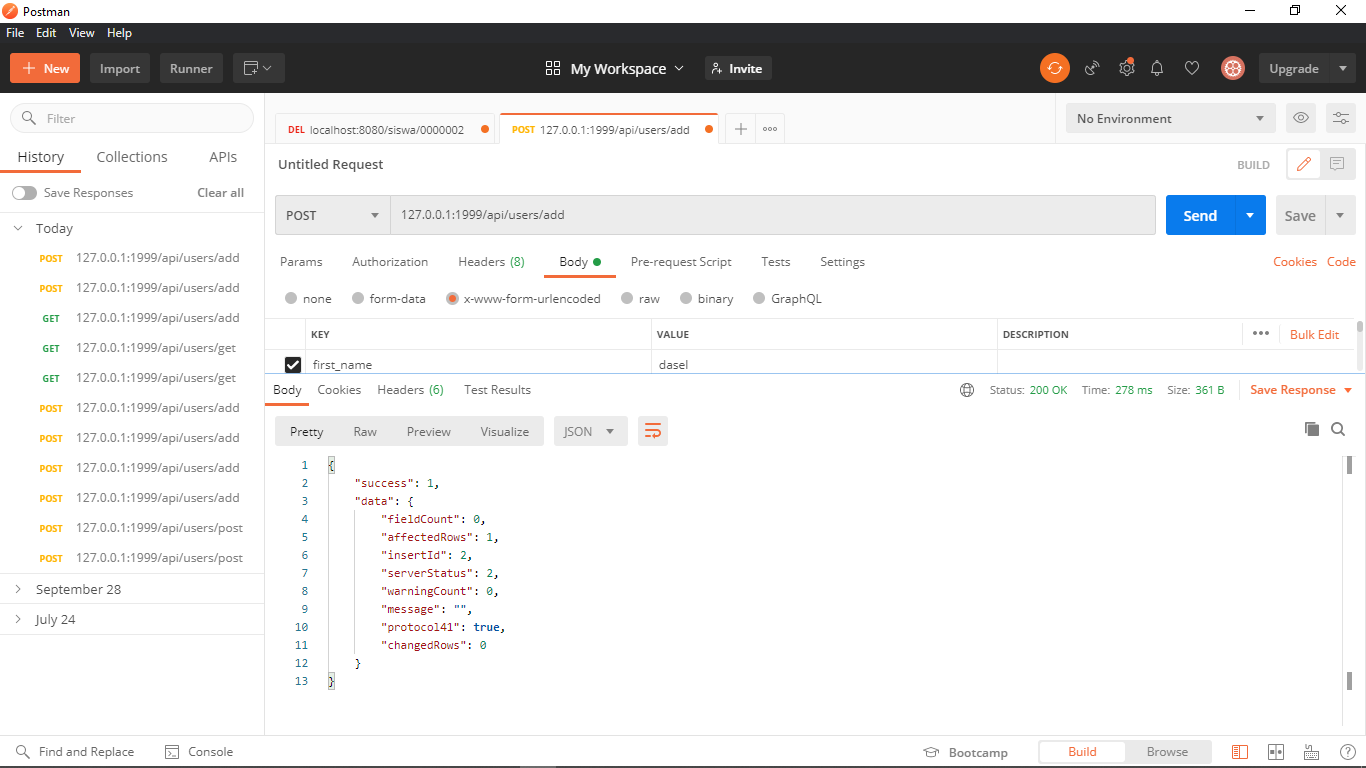 Postman
File Edit View Help
New Import Runner My Workspace Invite Upgrade
Filter
History Collections APIs
Save Responses Clear all
Today
POST 127.0.0.1:1999/api/users/add
POST 127.0.0.1:1999/api/users/add
GET 127.0.0.1:1999/api/users/add
GET 127.0.0.1:1999/api/users/get
GET 127.0.0.1:1999/api/users/get
POST 127.0.0.1:1999/api/users/add
POST 127.0.0.1:1999/api/users/add
POST 127.0.0.1:1999/api/users/add
POST 127.0.0.1:1999/api/users/add
POST 127.0.0.1:1999/api/users/post
POST 127.0.0.1:1999/api/users/post
September 28
July 24
DEL localhost:8080/siswa/0000002 POST 127.0.0.1:1999/api/users/add No Environment
Untitled Request BUILD
POST 127.0.0.1:1999/api/users/add Send Save
Params Authorization Headers (8) Body Pre-request Script Tests Settings Cookies Code
none form-data x-www-form-urlencoded raw binary GraphQL
KEY VALUE DESCRIPTION ••• Bulk Edit
first_name dasel
Body Cookies Headers (6) Test Results Status: 200 OK Time: 278 ms Size: 361 B Save Response
Pretty Raw Preview Visualize JSON
1 {
2 "success": 1,
3 "data": {
4 "fieldCount": 0,
5 "affectedRows": 1,
6 "insertId": 2,
7 "serverStatus": 2,
8 "warningCount": 0,
9 "message": "",
10 "protocol41": true,
11 "changedRows": 0
12 }
13 }
Find and Replace Console Bootcamp Build Browse